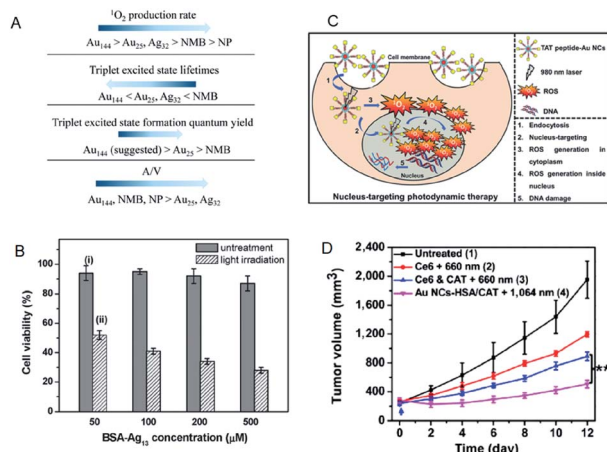 A
¹O₂ production rate
Au₁₄₄ > Au₂₅, Ag₃₂ > NMB > NP
Triplet excited state lifetimes
Au₁₄₄ < Au₂₅, Ag₃₂ < NMB
Triplet excited state formation quantum yield
Au₁₄₄ (suggested) > Au₂₅ > NMB
A/V
Au₁₄₄, NMB, NP > Au₂₅, Ag₃₂
C
Cell membrane
1
2
3
4
5
Nucleus
Nucleus-targeting photodynamic therapy
TAT peptide-Au NCs
980 nm laser
ROS
DNA
1. Endocytosis
2. Nucleus-targeting
3. ROS generation in
cytoplasm
4. ROS generation inside
nucleus
5. DNA damage
B
untreatment
light irradiation
(i)
(ii)
Cell viability (%)
120
100
80
60
40
20
0
50
100
200
500
BSA-Ag₁₃ concentration (μM)
D
Untreated (1)
Ce6 + 660 nm (2)
Ce6 & CAT + 660 nm (3)
Au NCs-HSA/CAT + 1,064 nm (4)
Tumor volume (mm³)
2,400
2,000
1,600
1,200
800
400
0
**
0 2 4 6 8 10 12
Time (day)